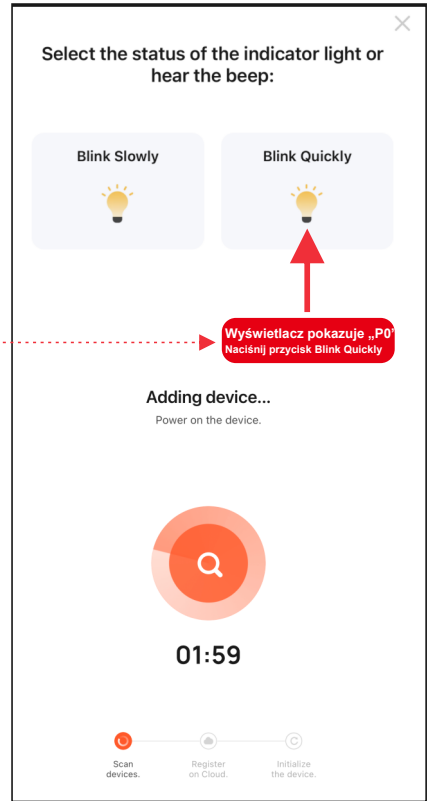 Select the status of the indicator light or
hear the beep:
Blink Slowly
Blink Quickly
Wyświetlacz pokazuje „P0”
Naciśnij przycisk Blink Quickly
Adding device...
Power on the device.
01:59
Scan
devices.
Register
on Cloud.
Initialize
the device.